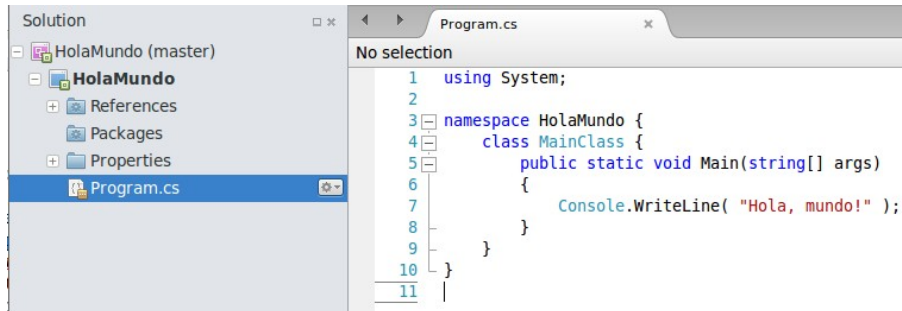 Solution
HolaMundo (master)
HolaMundo
References
Packages
Properties
Program.cs
Program.cs
No selection
1 using System;
2
3 namespace HolaMundo {
4     class MainClass {
5         public static void Main(string[] args)
6         {
7             Console.WriteLine( "Hola, mundo!" );
8         }
9     }
10 }
11